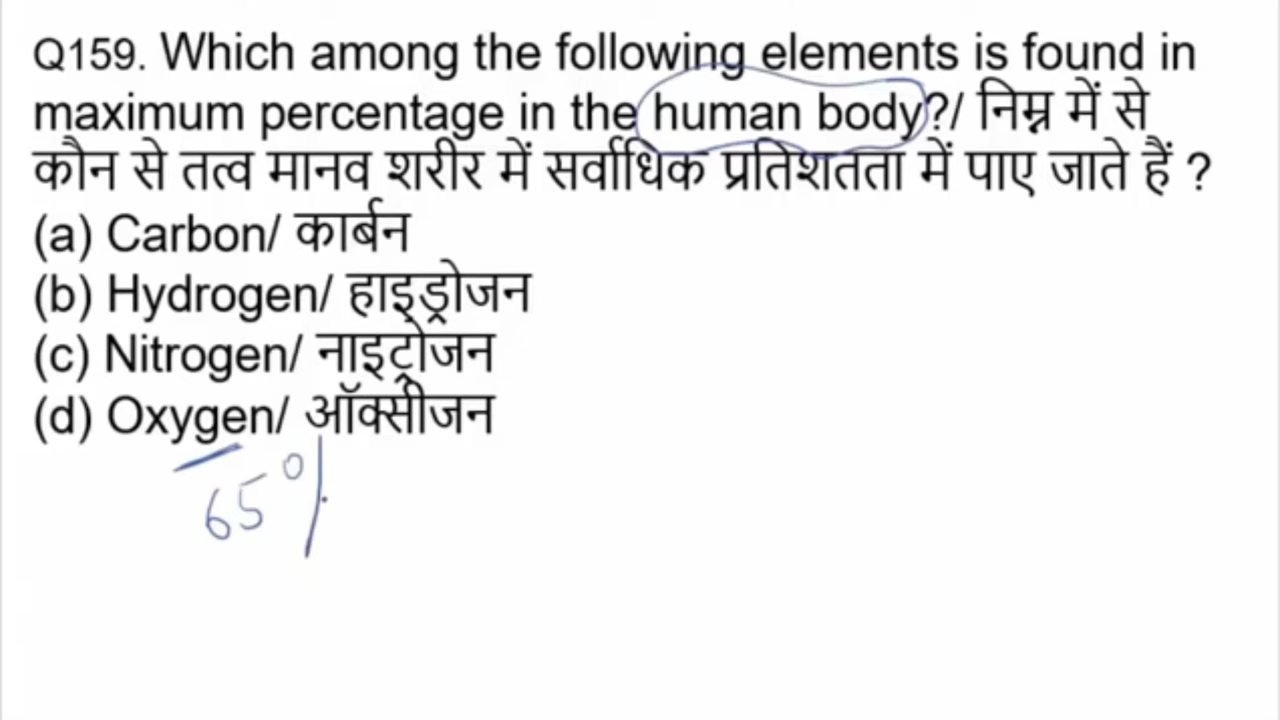 Q159. Which among the following elements is found in
maximum percentage in the human body?/ निम्न में से
कौन से तत्व मानव शरीर में सर्वाधिक प्रतिशतता में पाए जाते हैं ?
(a) Carbon/ कार्बन
(b) Hydrogen/ हाइड्रोजन
(c) Nitrogen/ नाइट्रोजन
(d) Oxygen/ ऑक्सीजन
65%